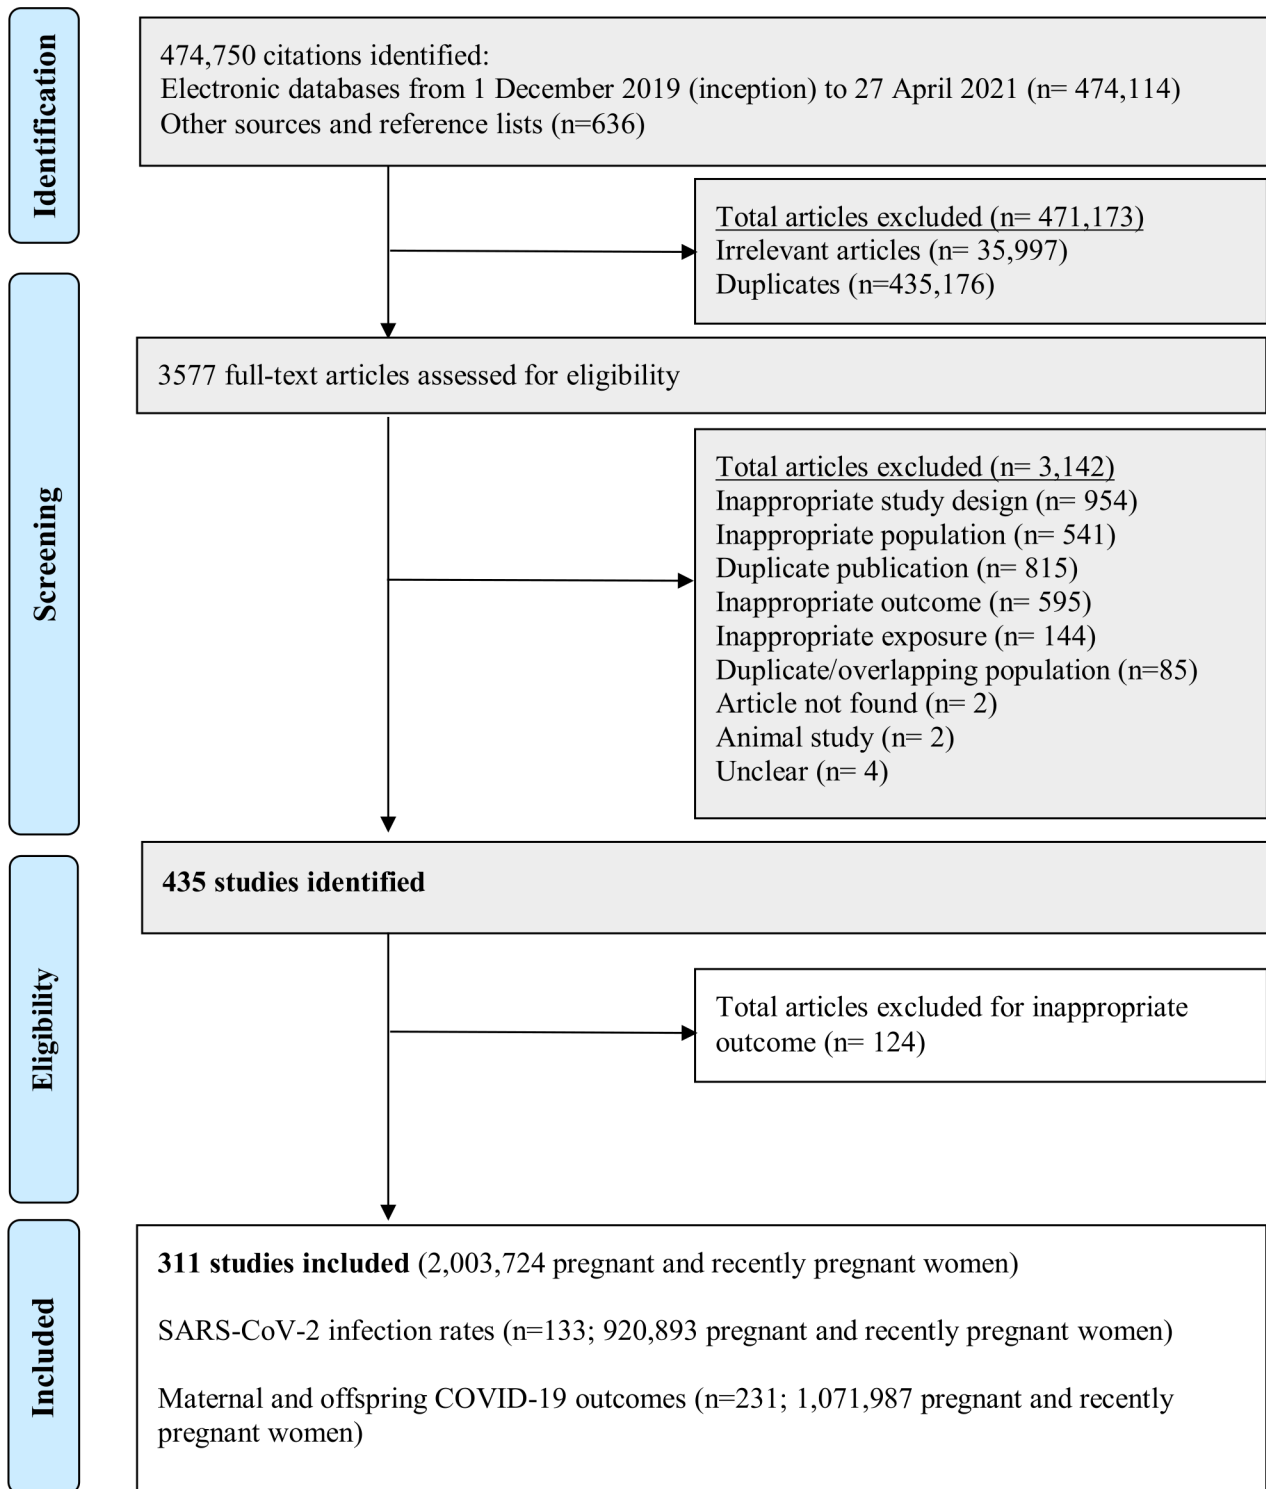 Identification
474,750 citations identified:
Electronic databases from 1 December 2019 (inception) to 27 April 2021 (n= 474,114)
Other sources and reference lists (n=636)
Total articles excluded (n= 471,173)
Irrelevant articles (n= 35,997)
Duplicates (n=435,176)
Screening
3577 full-text articles assessed for eligibility
Total articles excluded (n= 3,142)
Inappropriate study design (n= 954)
Inappropriate population (n= 541)
Duplicate publication (n= 815)
Inappropriate outcome (n= 595)
Inappropriate exposure (n= 144)
Duplicate/overlapping population (n=85)
Article not found (n= 2)
Animal study (n= 2)
Unclear (n= 4)
Eligibility
435 studies identified
Total articles excluded for inappropriate
outcome (n= 124)
Included
311 studies included (2,003,724 pregnant and recently pregnant women)
SARS-CoV-2 infection rates (n=133; 920,893 pregnant and recently pregnant women)
Maternal and offspring COVID-19 outcomes (n=231; 1,071,987 pregnant and recently
pregnant women)